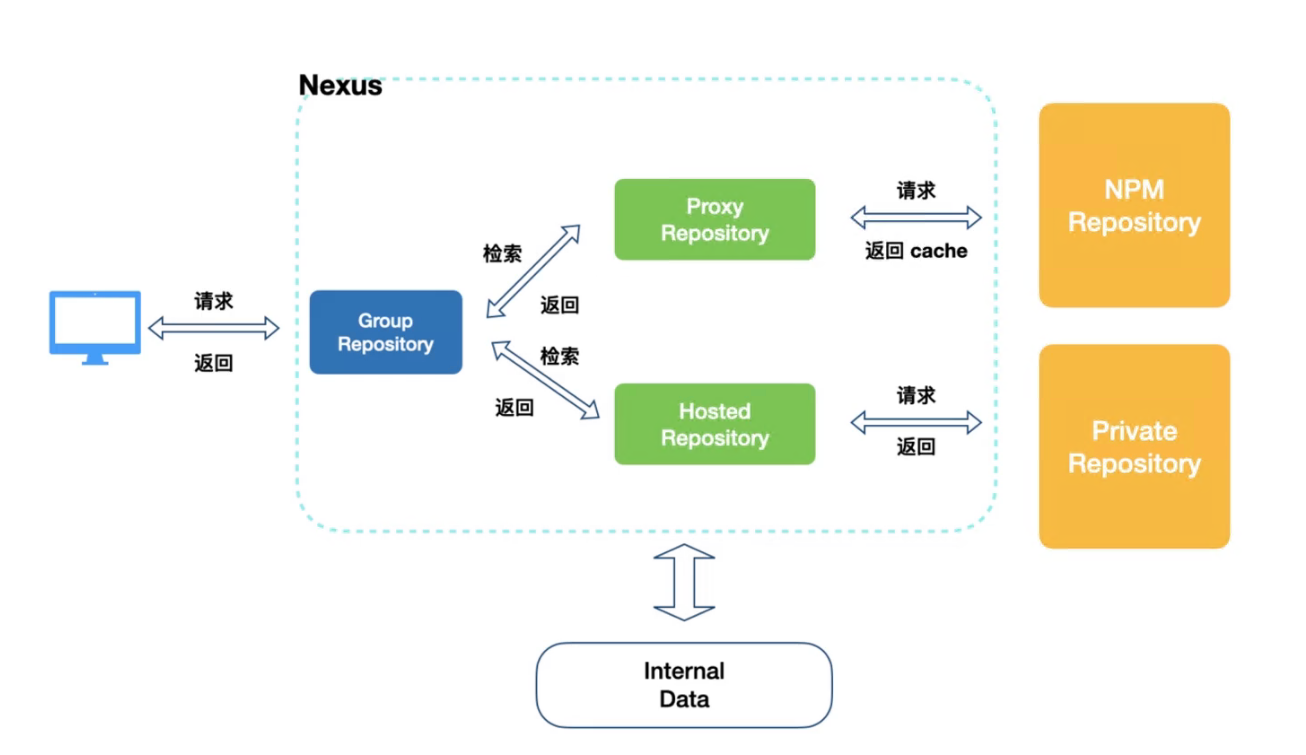 Nexus
请求
返回
Group
Repository
检索
返回
检索
返回
Proxy
Repository
Hosted
Repository
请求
返回 cache
请求
返回
NPM
Repository
Private
Repository
Internal
Data